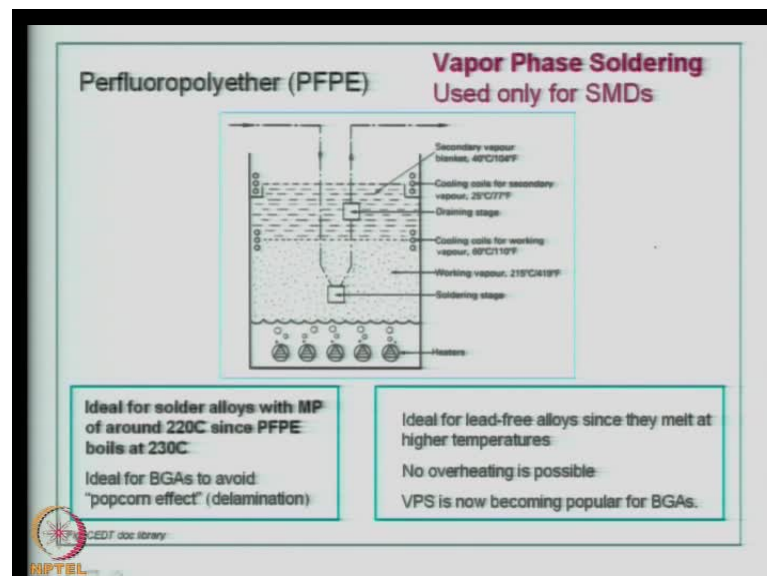 Perfluoropolyether (PFPE)
Vapor Phase Soldering
Used only for SMDs
Secondary vapour
blanket, 40°C/104°F
Cooling coils for secondary
vapour, 25°C/77°F
Draining stage
Cooling coils for working
vapour, 60°C/110°F
Working vapour, 215°C/419°F
Soldering stage
Heaters
Ideal for solder alloys with MP
of around 220C since PFPE
boils at 230C
Ideal for BGAs to avoid
"popcorn effect" (delamination)
Ideal for lead-free alloys since they melt at
higher temperatures
No overheating is possible
VPS is now becoming popular for BGAs.
CEDT doc library
NPTEL